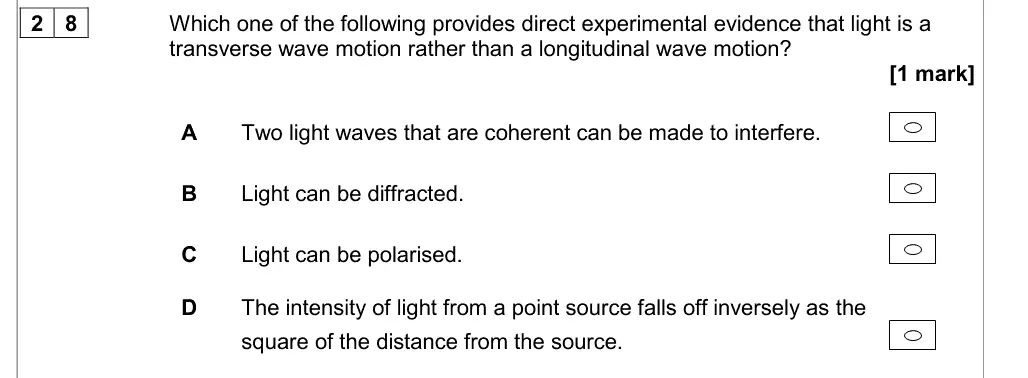 2 8 Which one of the following provides direct experimental evidence that light is a
transverse wave motion rather than a longitudinal wave motion?
[1 mark]
A Two light waves that are coherent can be made to interfere.
B Light can be diffracted.
C Light can be polarised.
D The intensity of light from a point source falls off inversely as the
square of the distance from the source.